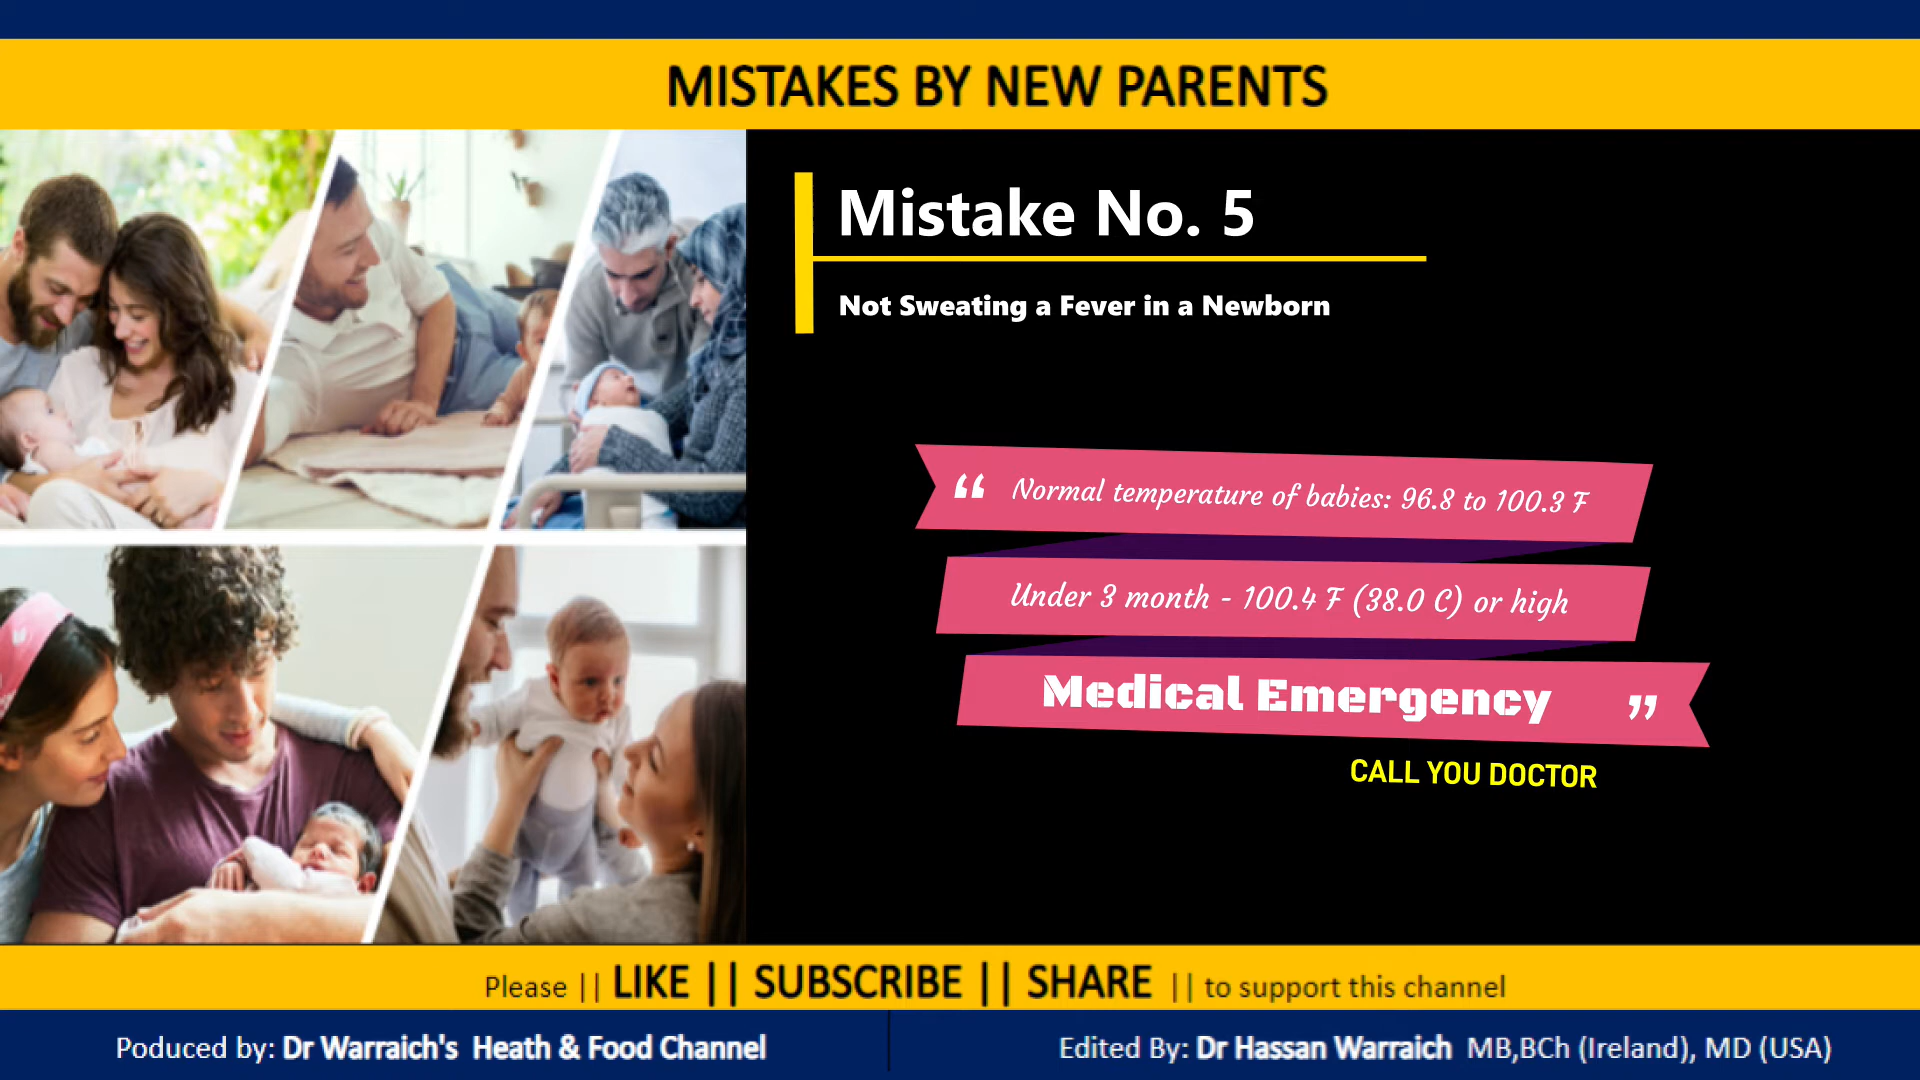 MISTAKES BY NEW PARENTS
Mistake No. 5
Not Sweating a Fever in a Newborn
“ Normal temperature of babies: 96.8 to 100.3 F
Under 3 month - 100.4 F (38.0 C) or high
Medical Emergency ”
CALL YOU DOCTOR
Please || LIKE || SUBSCRIBE || SHARE || to support this channel
Poduced by: Dr Warraich's Heath & Food Channel
Edited By: Dr Hassan Warraich MB,BCh (Ireland), MD (USA)